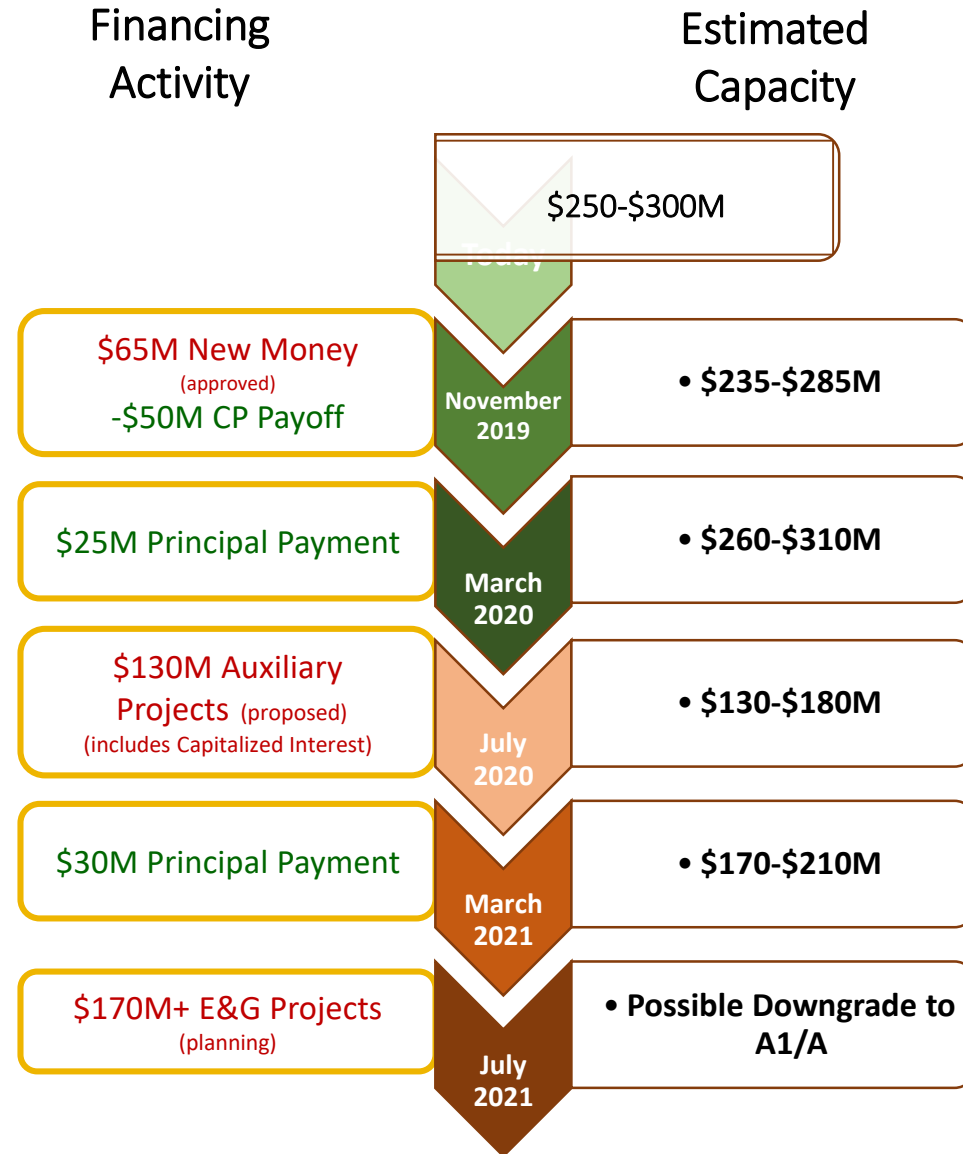 Financing
Activity
Estimated
Capacity
$250-$300M
Today
$65M New Money
(approved)
-$50M CP Payoff
November
2019
• $235-$285M
$25M Principal Payment
March
2020
• $260-$310M
$130M Auxiliary
Projects (proposed)
(includes Capitalized Interest)
July
2020
• $130-$180M
$30M Principal Payment
March
2021
• $170-$210M
$170M+ E&G Projects
(planning)
July
2021
• Possible Downgrade to
A1/A